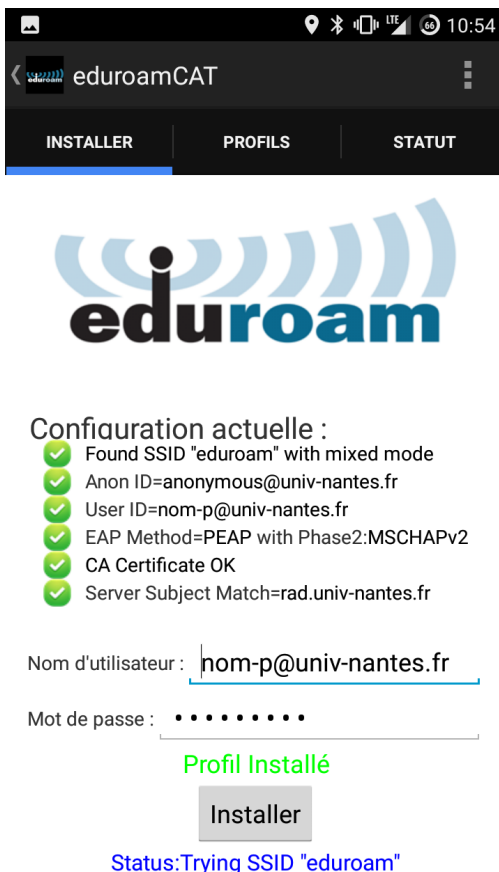 LTE 66 10:54
eduroam eduroamCAT
INSTALLER PROFILS STATUT
eduroam
Configuration actuelle :
Found SSID "eduroam" with mixed mode
Anon ID=anonymous@univ-nantes.fr
User ID=nom-p@univ-nantes.fr
EAP Method=PEAP with Phase2:MSCHAPv2
CA Certificate OK
Server Subject Match=rad.univ-nantes.fr
Nom d'utilisateur : nom-p@univ-nantes.fr
Mot de passe : •••••••••
Profil Installé
Installer
Status:Trying SSID "eduroam"